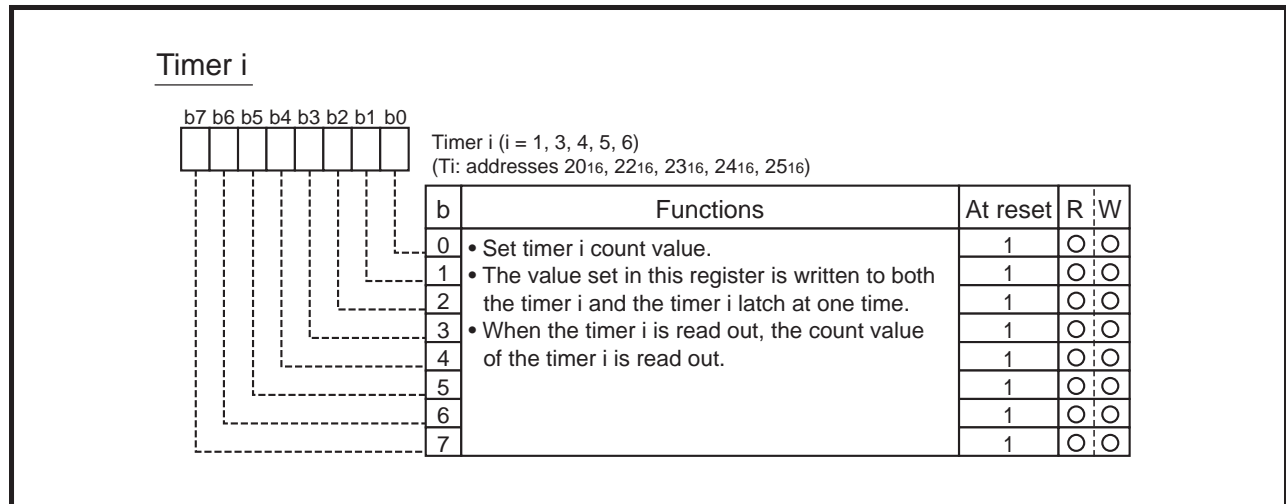 Timer i
b7 b6 b5 b4 b3 b2 b1 b0
Timer i (i = 1, 3, 4, 5, 6)
(Ti: addresses 2016, 2216, 2316, 2416, 2516)
b Functions At reset R W
0 • Set timer i count value. 1 O O
1 • The value set in this register is written to both 1 O O
2 the timer i and the timer i latch at one time. 1 O O
3 • When the timer i is read out, the count value 1 O O
4 of the timer i is read out. 1 O O
5 1 O O
6 1 O O
7 1 O O